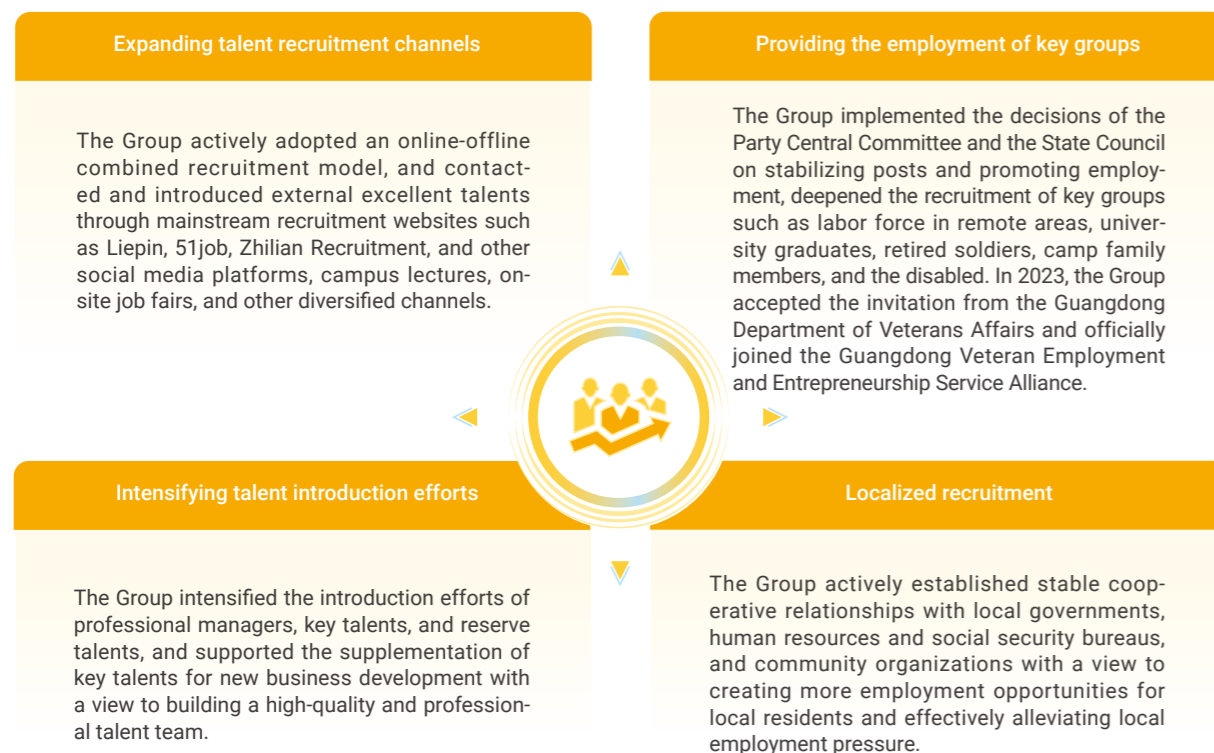 Expanding talent recruitment channels
The Group actively adopted an online-offline
combined recruitment model, and contact-
ed and introduced external excellent talents
through mainstream recruitment websites such
as Liepin, 51job, Zhilian Recruitment, and other
social media platforms, campus lectures, on-
site job fairs, and other diversified channels.
Providing the employment of key groups
The Group implemented the decisions of the
Party Central Committee and the State Council
on stabilizing posts and promoting employ-
ment, deepened the recruitment of key groups
such as labor force in remote areas, univer-
sity graduates, retired soldiers, camp family
members, and the disabled. In 2023, the Group
accepted the invitation from the Guangdong
Department of Veterans Affairs and officially
joined the Guangdong Veteran Employment
and Entrepreneurship Service Alliance.
Intensifying talent introduction efforts
The Group intensified the introduction efforts of
professional managers, key talents, and reserve
talents, and supported the supplementation of
key talents for new business development with
a view to building a high-quality and profession-
al talent team.
Localized recruitment
The Group actively established stable coop-
erative relationships with local governments,
human resources and social security bureaus,
and community organizations with a view to
creating more employment opportunities for
local residents and effectively alleviating local
employment pressure.